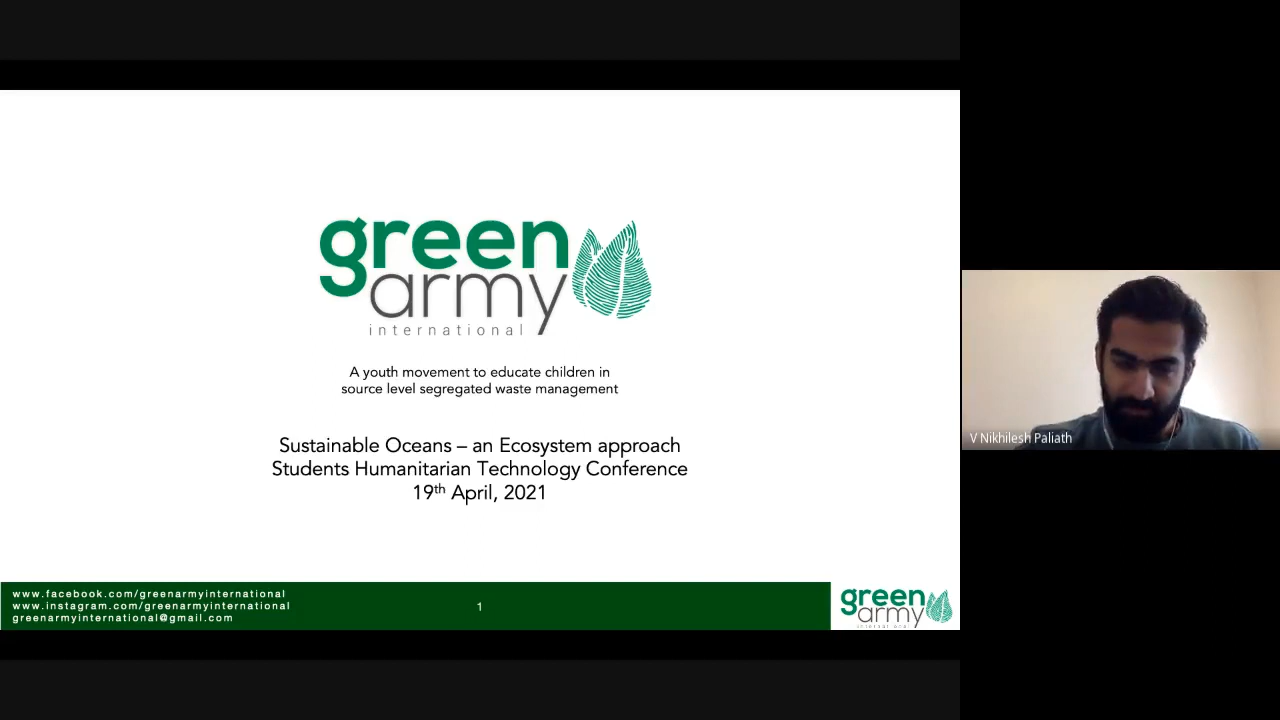 green
army
international
A youth movement to educate children in
source level segregated waste management
Sustainable Oceans – an Ecosystem approach
Students Humanitarian Technology Conference
19th April, 2021
www.facebook.com/greenarmyinternational
www.instagram.com/greenarmyinternational
greenarmyinternational@gmail.com
1
green
army
international
V Nikhilesh Paliath